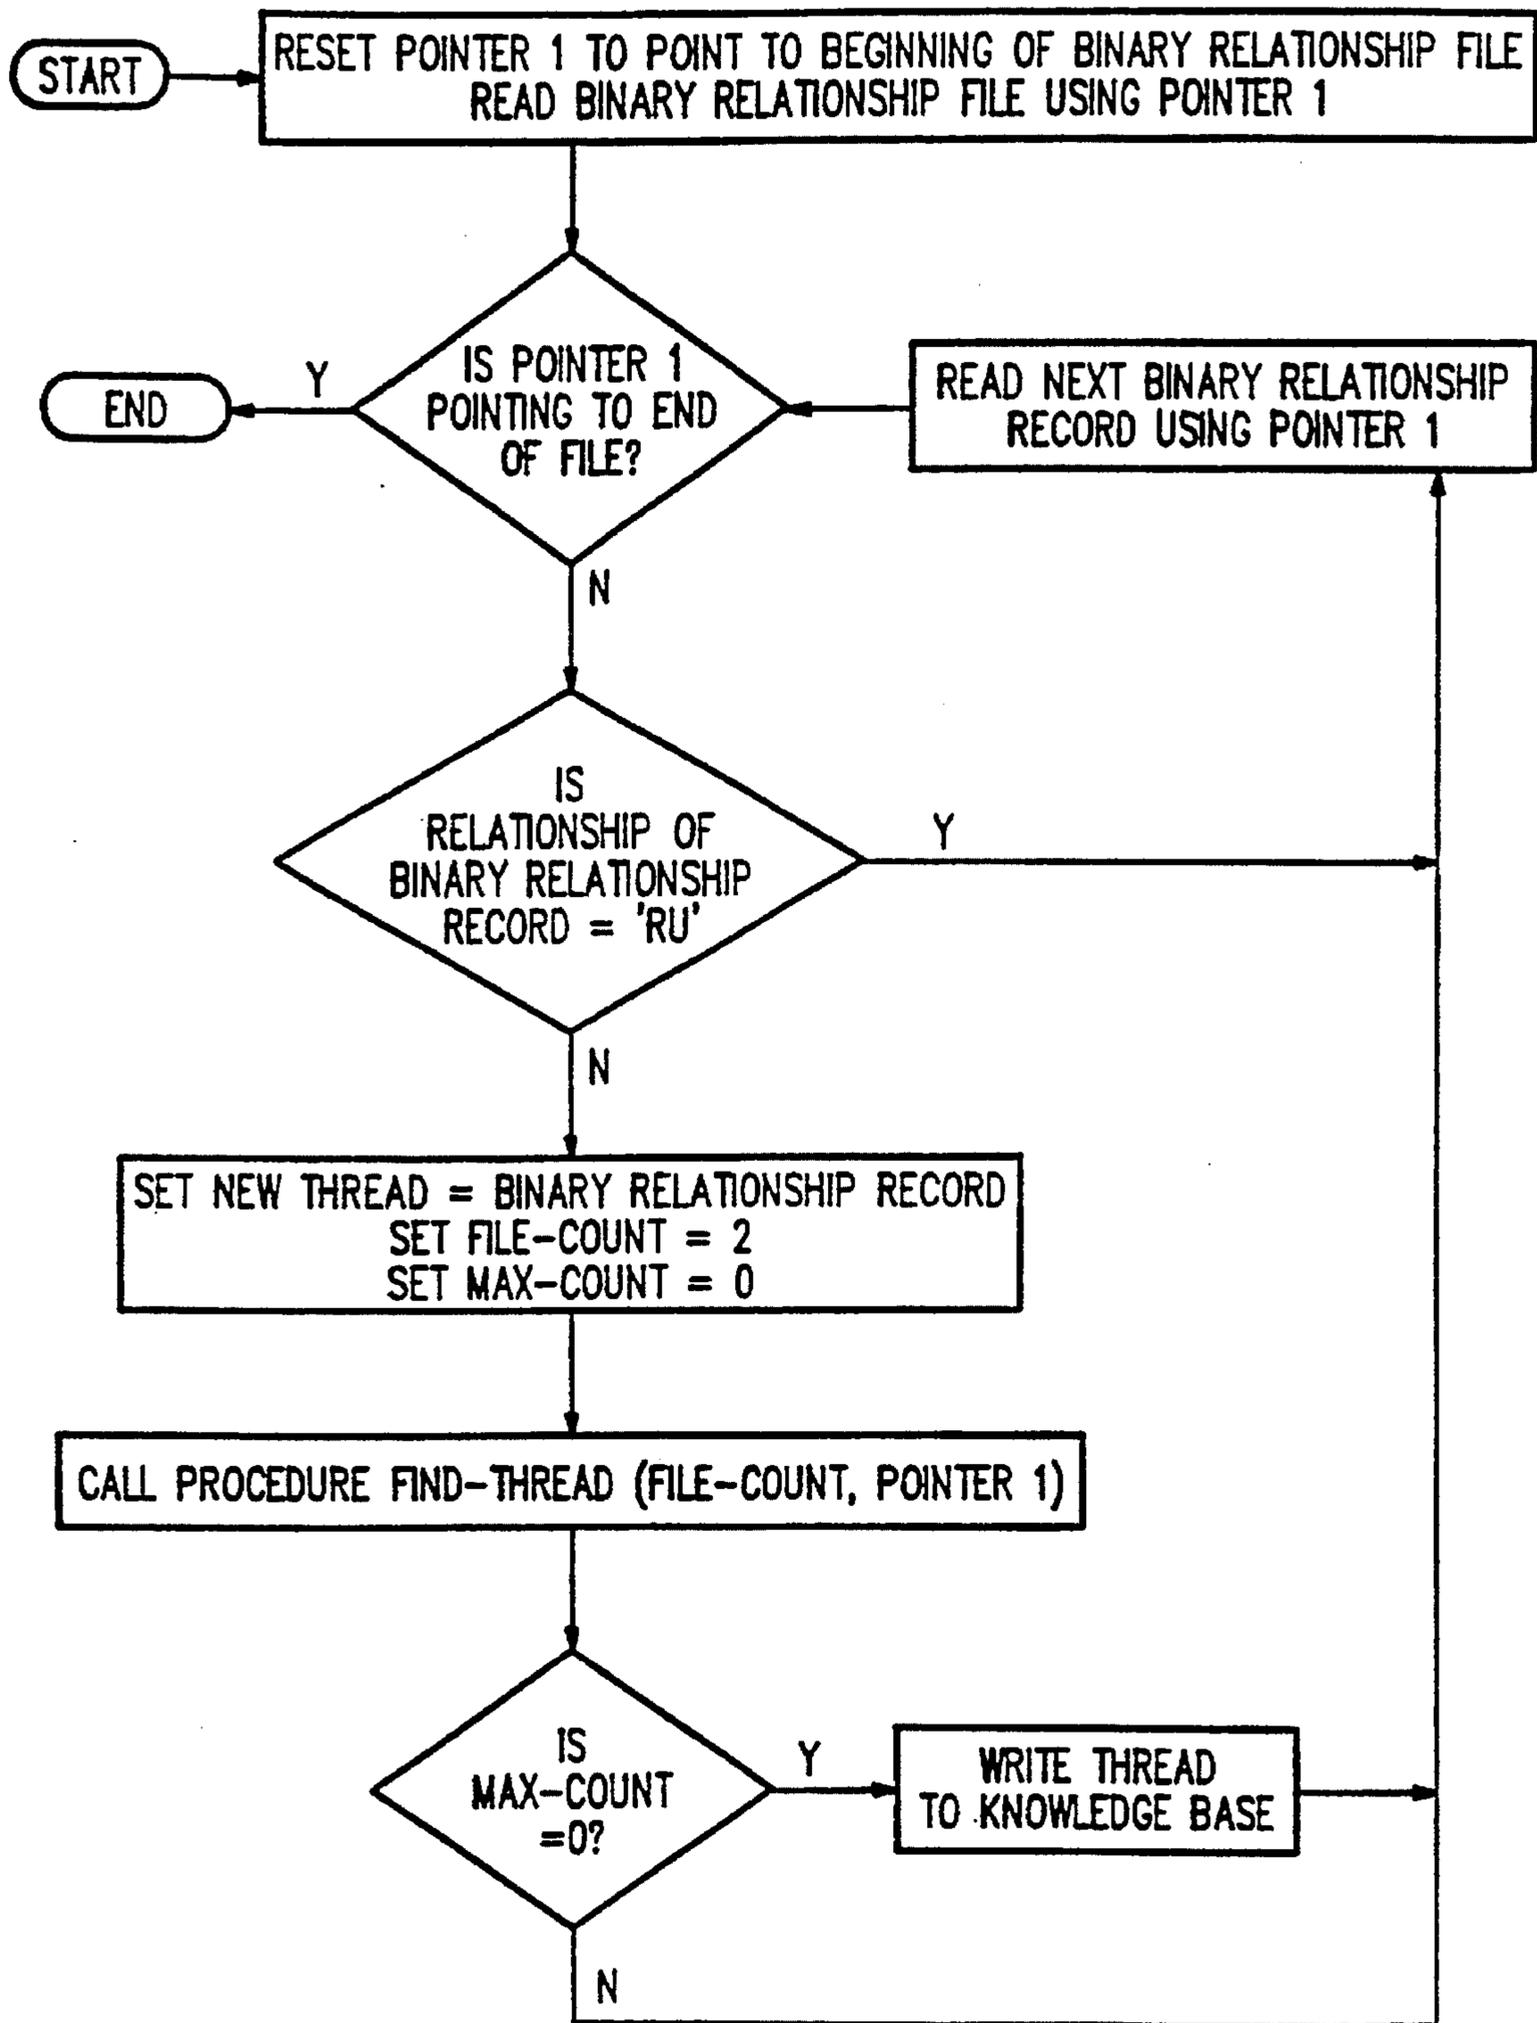 START
RESET POINTER 1 TO POINT TO BEGINNING OF BINARY RELATIONSHIP FILE
READ BINARY RELATIONSHIP FILE USING POINTER 1
IS POINTER 1
POINTING TO END
OF FILE?
Y
END
READ NEXT BINARY RELATIONSHIP
RECORD USING POINTER 1
N
IS
RELATIONSHIP OF
BINARY RELATIONSHIP
RECORD = 'RU'
Y
N
SET NEW THREAD = BINARY RELATIONSHIP RECORD
SET FILE-COUNT = 2
SET MAX-COUNT = 0
CALL PROCEDURE FIND-THREAD (FILE-COUNT, POINTER 1)
IS
MAX-COUNT
=0?
Y
WRITE THREAD
TO KNOWLEDGE BASE
N